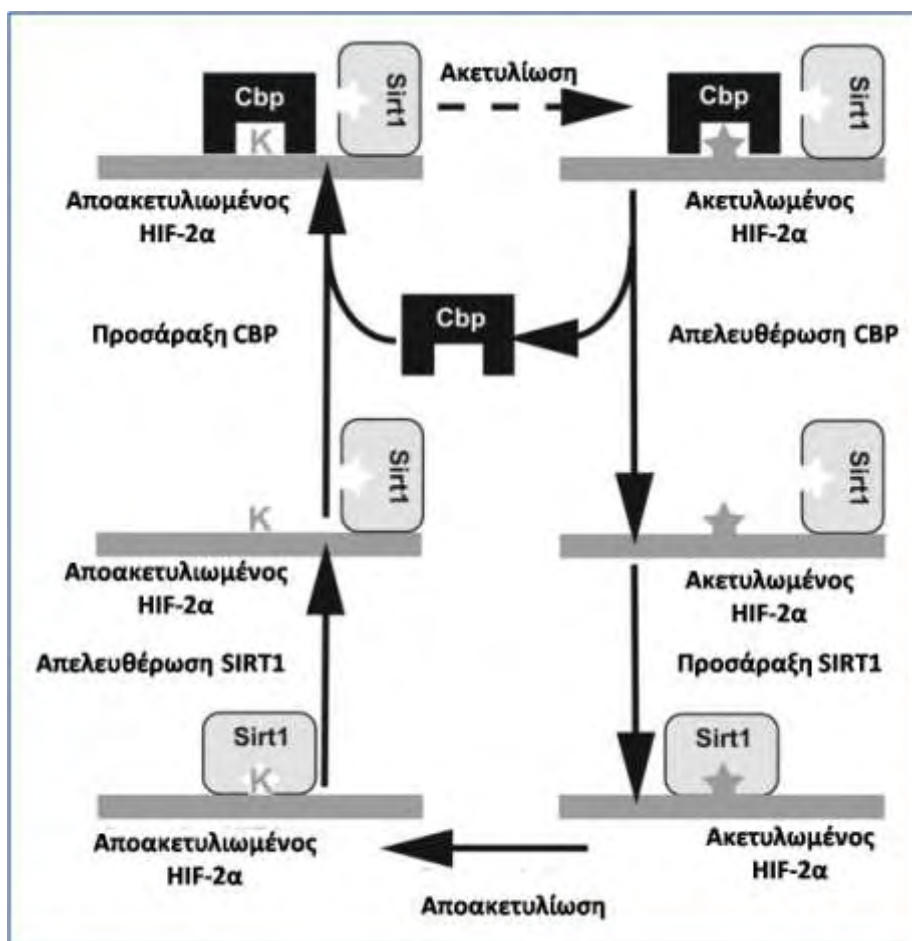 Cbp
Sirt1
Ακετυλίωση
Cbp
Sirt1
K
Αποακετυλιωμένος
HIF-2α
Ακετυλωμένος
HIF-2α
Προσάραξη CBP
Cbp
Απελευθέρωση CBP
Sirt1
Sirt1
K
Αποακετυλιωμένος
HIF-2α
Ακετυλωμένος
HIF-2α
Απελευθέρωση SIRT1
Προσάραξη SIRT1
Sirt1
K
Sirt1
Αποακετυλιωμένος
HIF-2α
Ακετυλωμένος
HIF-2α
Αποακετυλίωση